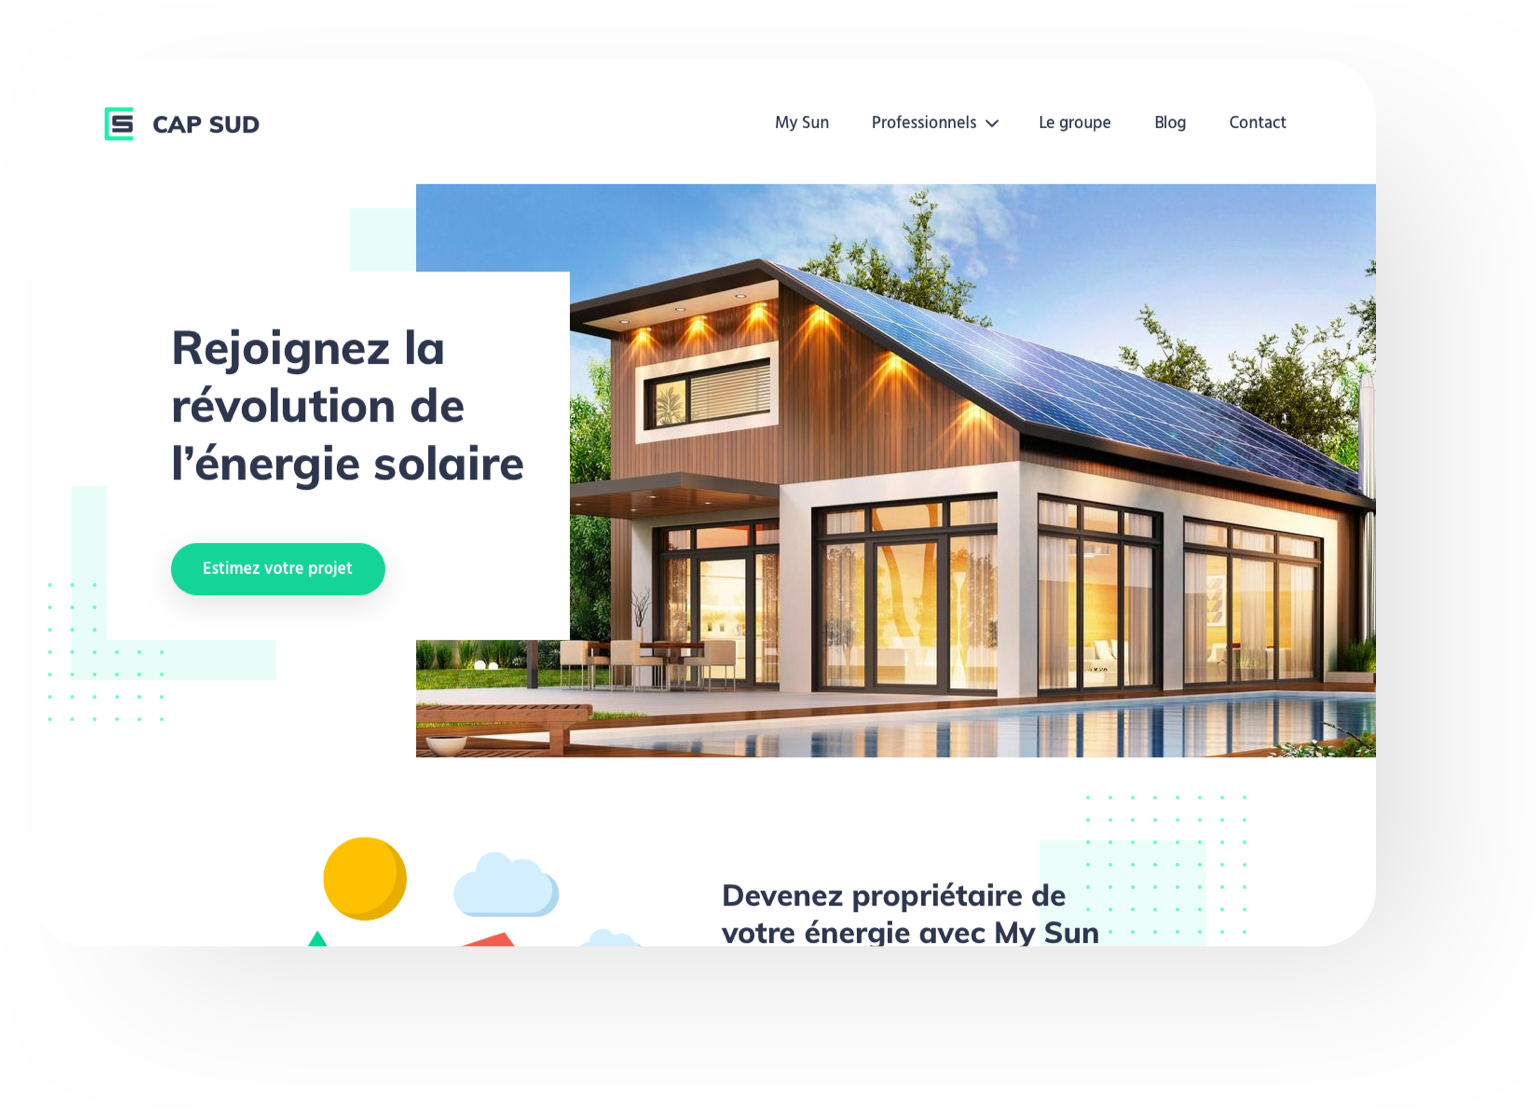 CAP SUD
My Sun
Professionnels
Le groupe
Blog
Contact
Rejoignez la
révolution de
l’énergie solaire
Estimez votre projet
Devenez propriétaire de
votre énergie avec My Sun